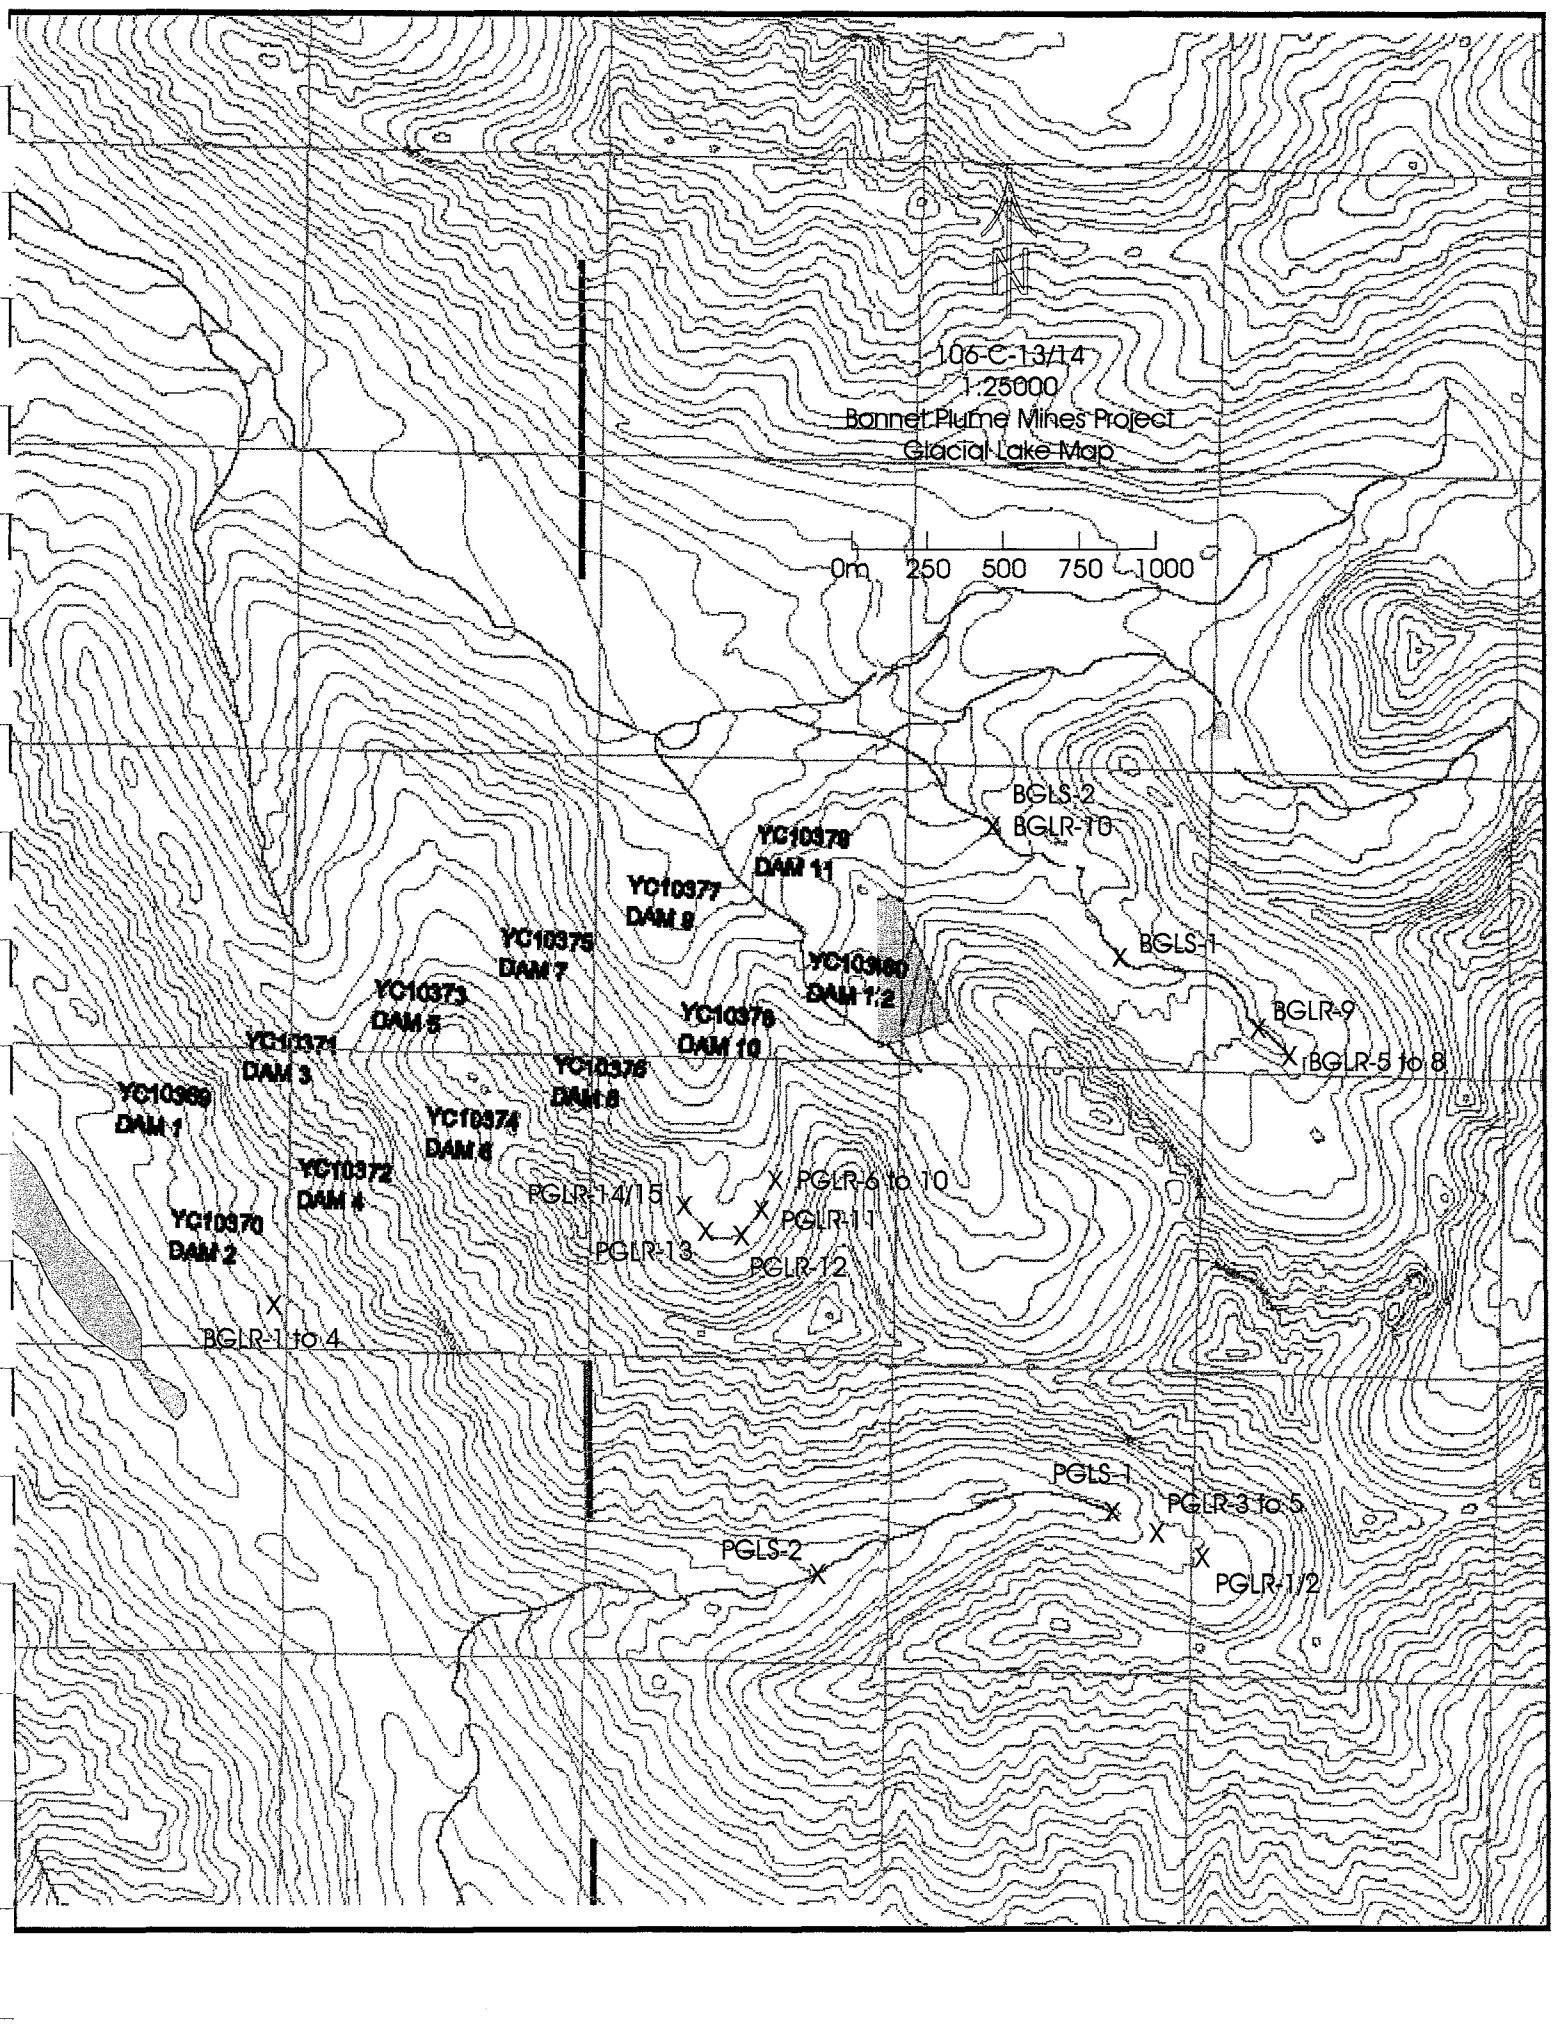 N
106-C-13/14
1:25000
Bonnet Plume Mines Project
Glacial Lake Map
0m 250 500 750 1000
BGLS-2
BGLR-10
YC10379
DAM 11
YC10377
DAM 9
YC10375
DAM 7
BGLS-1
YC10380
DAM 12
YC10373
DAM 5
YC10378
DAM 10
BGLR-9
YC10371
DAM 3
BGLR-5 to 8
YC10376
DAM 8
YC10369
DAM 1
YC10374
DAM 6
YC10372
DAM 4
PGLR-14/15
PGLR-6 to 10
YC10370
DAM 2
PGLR-11
PGLR-13
PGLR-12
BGLR-1 to 4
PGLS-1
PGLR-3 to 5
PGLS-2
PGLR-1/2